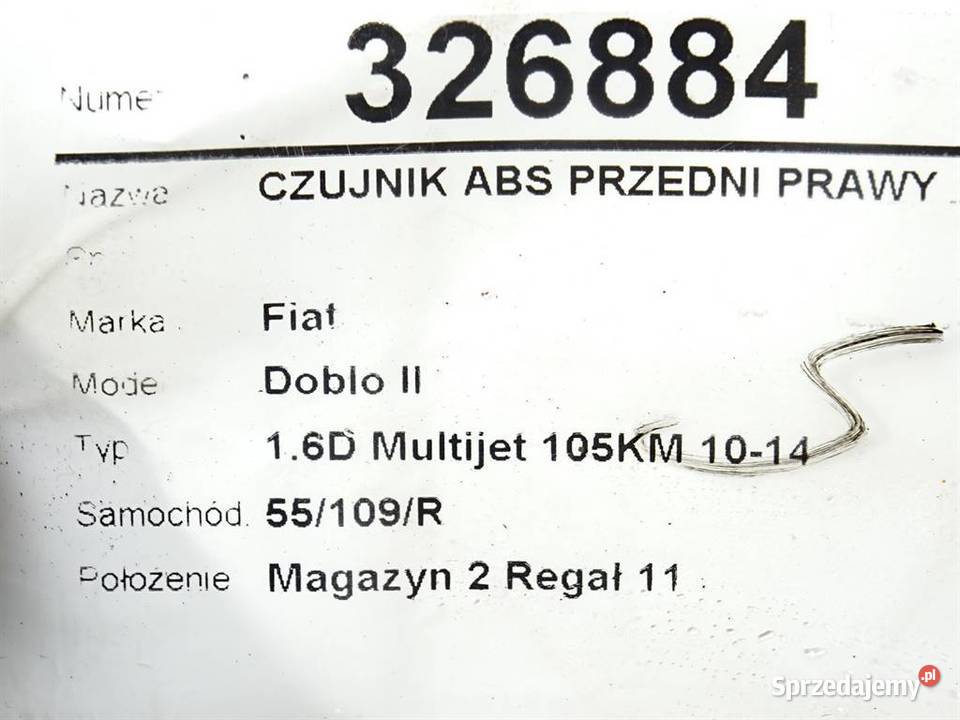 Numer 326884
Nazwa CZUJNIK ABS PRZEDNI PRAWY
Marka Fiat
Model Doblo II
Typ 1.6D Multijet 105KM 10-14
Samochód 55/109/R
Położenie Magazyn 2 Regał 11
Sprzedajemy.pl